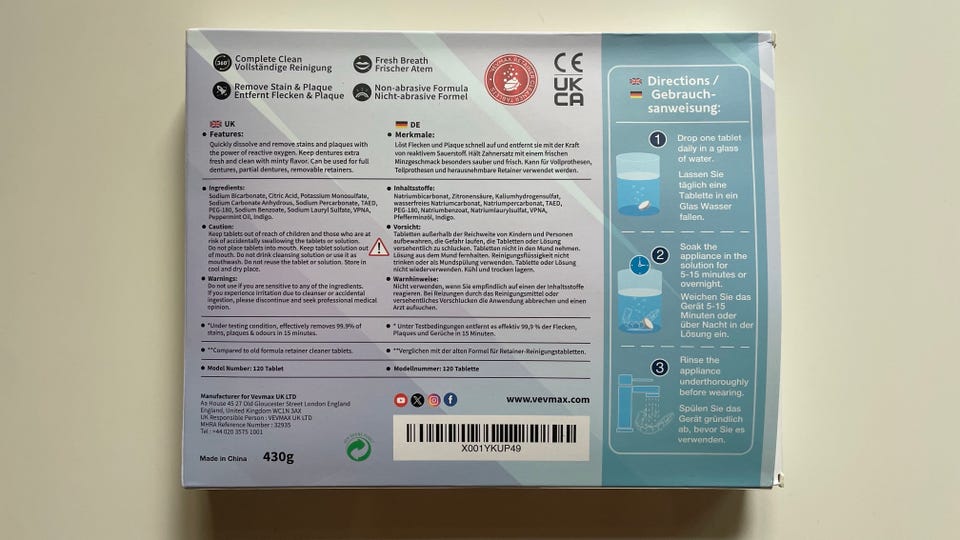 360°
Complete Clean
Vollständige Reinigung
Fresh Breath
Frischer Atem
Remove Stain & Plaque
Entfernt Flecken & Plaque
Non-abrasive Formula
Nicht-abrasive Formel
CE
UK
CA
UK
• Features:
Quickly dissolve and remove stains and plaques with
the power of reactive oxygen. Keep dentures extra
fresh and clean with minty flavor. Can be used for full
dentures, partial dentures, removable retainers.
• Ingredients:
Sodium Bicarbonate, Citric Acid, Potassium Monosulfate,
Sodium Carbonate Anhydrous, Sodium Percarbonate, TAED,
PEG-180, Sodium Benzoate, Sodium Lauryl Sulfate, VPNA,
Peppermint Oil, Indigo.
• Caution:
Keep tablets out of reach of children and those who are at
risk of accidentally swallowing the tablets or solution.
Do not place tablets into mouth. Keep tablet solution out
of mouth. Do not drink cleansing solution or use it as
mouthwash. Do not reuse the tablet or solution. Store in
cool and dry place.
• Warnings:
Do not use if you are sensitive to any of the ingredients.
If you experience irritation due to cleanser or accidental
ingestion, please discontinue and seek professional medical
opinion.
• *Under testing condition, effectively removes 99.9% of
stains, plaques & odours in 15 minutes.
• **Compared to old formula retainer cleaner tablets.
• Model Number: 120 Tablet
DE
• Merkmale:
Löst Flecken und Plaque schnell auf und entfernt sie mit der Kraft
von reaktivem Sauerstoff. Hält Zahnersatz mit einem frischen
Minzgeschmack besonders sauber und frisch. Kann für Vollprothesen,
Teilprothesen und herausnehmbare Retainer verwendet werden.
• Inhaltsstoffe:
Natriumbicarbonat, Zitronensäure, Kaliumhydrogensulfat,
wasserfreies Natriumcarbonat, Natriumpercarbonat, TAED,
PEG-180, Natriumbenzoat, Natriumlaurylsulfat, VPNA,
Pfefferminzöl, Indigo.
• Vorsicht:
Tabletten außerhalb der Reichweite von Kindern und Personen
aufbewahren, die Gefahr laufen, die Tabletten oder Lösung
versehentlich zu schlucken. Tabletten nicht in den Mund nehmen.
Lösung aus dem Mund fernhalten. Reinigungsflüssigkeit nicht
trinken oder als Mundspülung verwenden. Tablette oder Lösung
nicht wiederverwenden. Kühl und trocken lagern.
• Warnhinweise:
Nicht verwenden, wenn Sie empfindlich auf einen der Inhaltsstoffe
reagieren. Bei Reizungen durch das Reinigungsmittel oder
versehentliches Verschlucken die Anwendung abbrechen und einen
Arzt aufsuchen.
• * Unter Testbedingungen entfernt es effektiv 99,9 % der Flecken,
Plaques und Gerüche in 15 Minuten.
• **Verglichen mit der alten Formel für Retainer-Reinigungstabletten.
• Modellnummer: 120 Tablette
Manufacturer for Vevmax UK LTD
Aa House 45 27 Old Gloucester Street London England
England, United Kingdom WC1N 3AX
UK Responsible Person : VEVMAX UK LTD
MHRA Reference Number : 32935
Tel : +44 020 3575 1001
Made in China
430g
www.vevmax.com
X001YKUP49
Directions /
Gebrauch-
sanweisung:
1
Drop one tablet
daily in a glass
of water.
Lassen Sie
täglich eine
Tablette in ein
Glas Wasser
fallen.
2
Soak the
appliance in the
solution for
5-15 minutes or
overnight.
Weichen Sie das
Gerät 5-15
Minuten oder
über Nacht in der
Lösung ein.
3
Rinse the
appliance
underthoroughly
before wearing.
Spülen Sie das
Gerät gründlich
ab, bevor Sie es
verwenden.